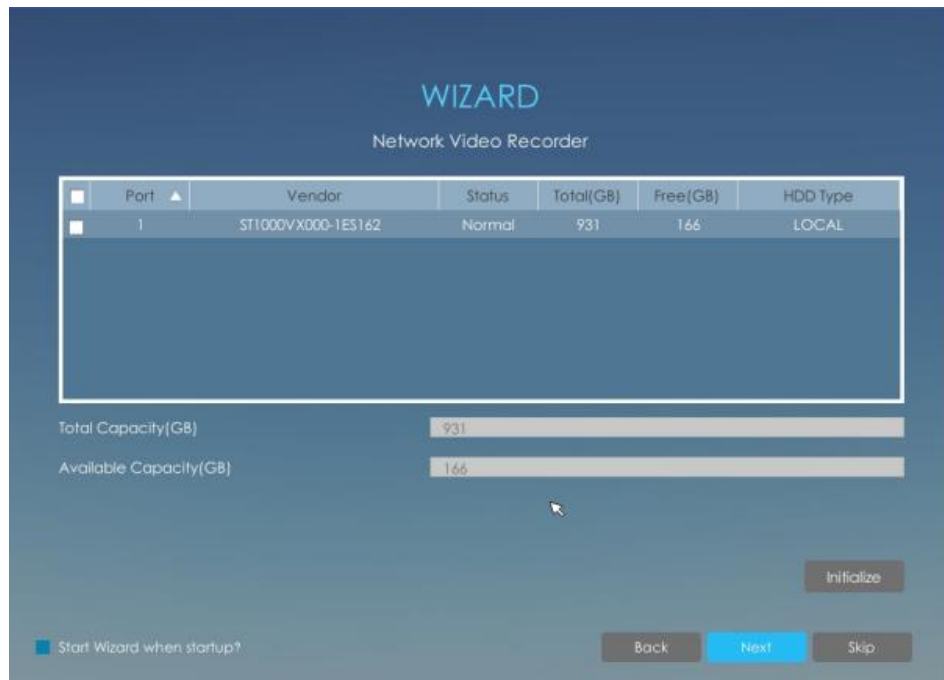 WIZARD
Network Video Recorder
Port Vendor Status Total(GB) Free(GB) HDD Type
1 ST1000VX000-1ES162 Normal 931 166 LOCAL
Total Capacity(GB) 931
Available Capacity(GB) 166
Initialize
Start Wizard when startup? Back Next Skip